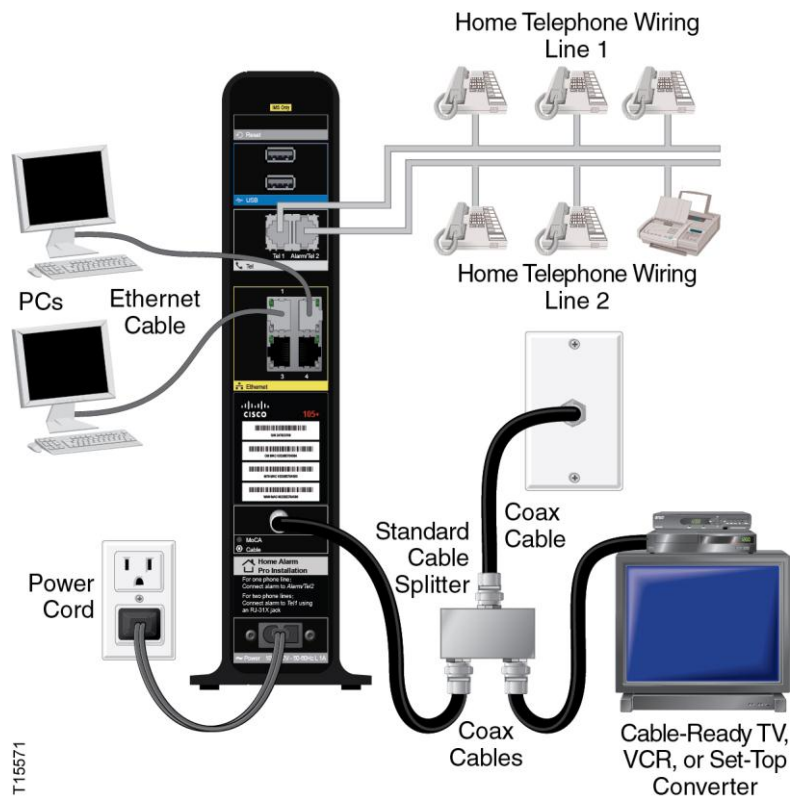 Home Telephone Wiring
Line 1
IMS Only
Reset
USB
Tel 1 Alarm/Tel 2
Tel
Home Telephone Wiring
Line 2
PCs
Ethernet
Cable
1
3 4
Ethernet
CISCO
105+
Coax
Cable
Standard
Cable
Splitter
MoCA
Cable
Home Alarm
Pro Installation
For one phone line:
Connect alarm to Alarm/Tel2
For two phone lines:
Connect alarm to Tel1 using
an RJ-31X jack
Power
Cord
Power
Coax
Cables
Cable-Ready TV,
VCR, or Set-Top
Converter
T15571